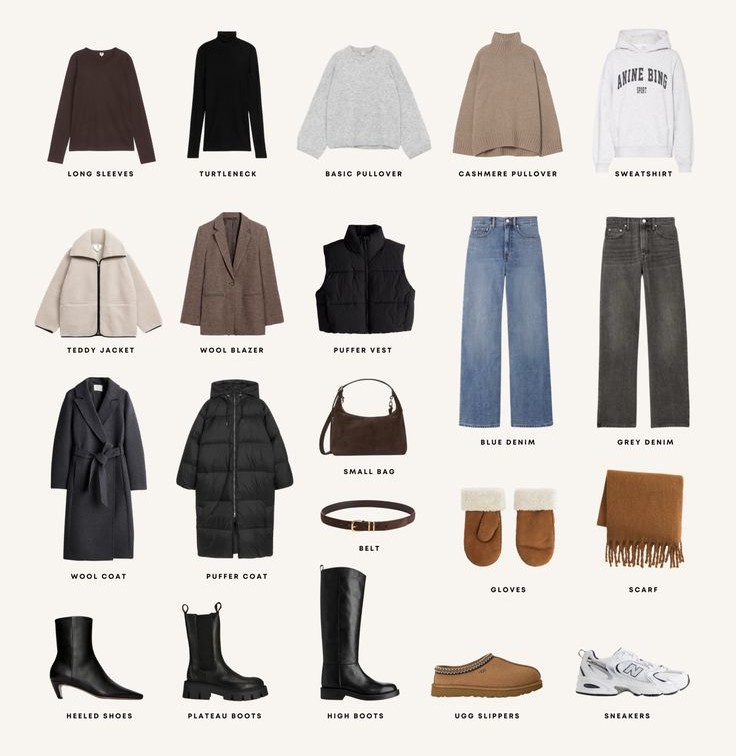 ANINE BING
SPORT
LONG SLEEVES
TURTLENECK
BASIC PULLOVER
CASHMERE PULLOVER
SWEATSHIRT
TEDDY JACKET
WOOL BLAZER
PUFFER VEST
BLUE DENIM
GREY DENIM
SMALL BAG
BELT
WOOL COAT
PUFFER COAT
GLOVES
SCARF
N
HEELED SHOES
PLATEAU BOOTS
HIGH BOOTS
UGG SLIPPERS
SNEAKERS